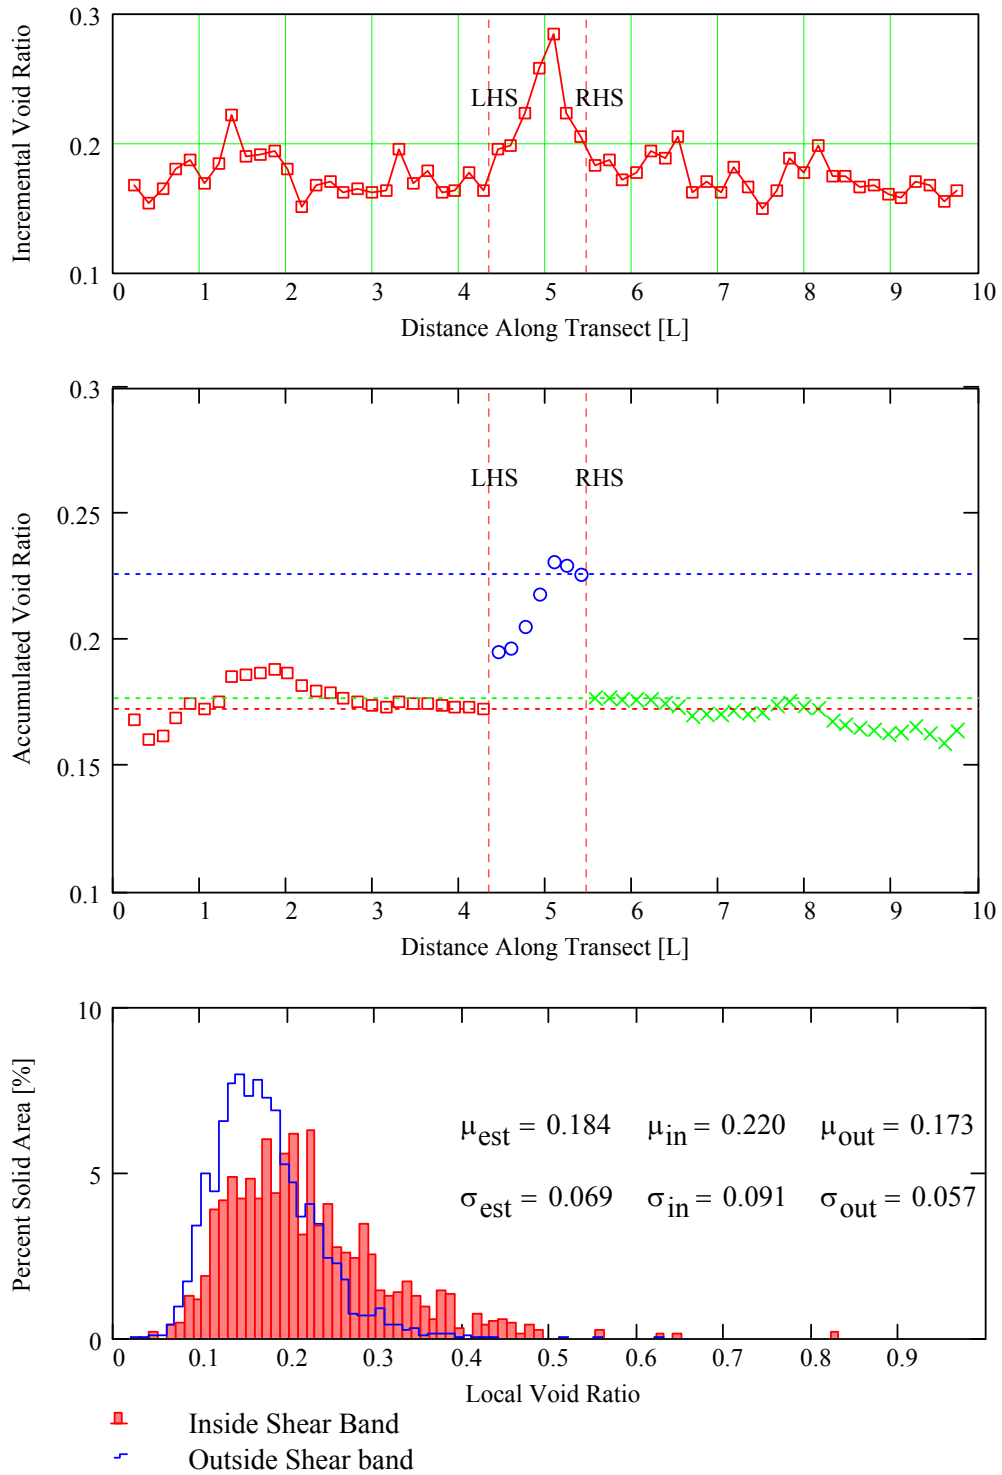 0.3
0.2
0.1
Incremental Void Ratio
LHS RHS
0 1 2 3 4 5 6 7 8 9 10
Distance Along Transect [L]
0.3
0.25
0.2
0.15
0.1
Accumulated Void Ratio
LHS RHS
0 1 2 3 4 5 6 7 8 9 10
Distance Along Transect [L]
10
5
0
Percent Solid Area [%]
μest = 0.184 μin = 0.220 μout = 0.173
σest = 0.069 σin = 0.091 σout = 0.057
0 0.1 0.2 0.3 0.4 0.5 0.6 0.7 0.8 0.9
Local Void Ratio
Inside Shear Band
Outside Shear band